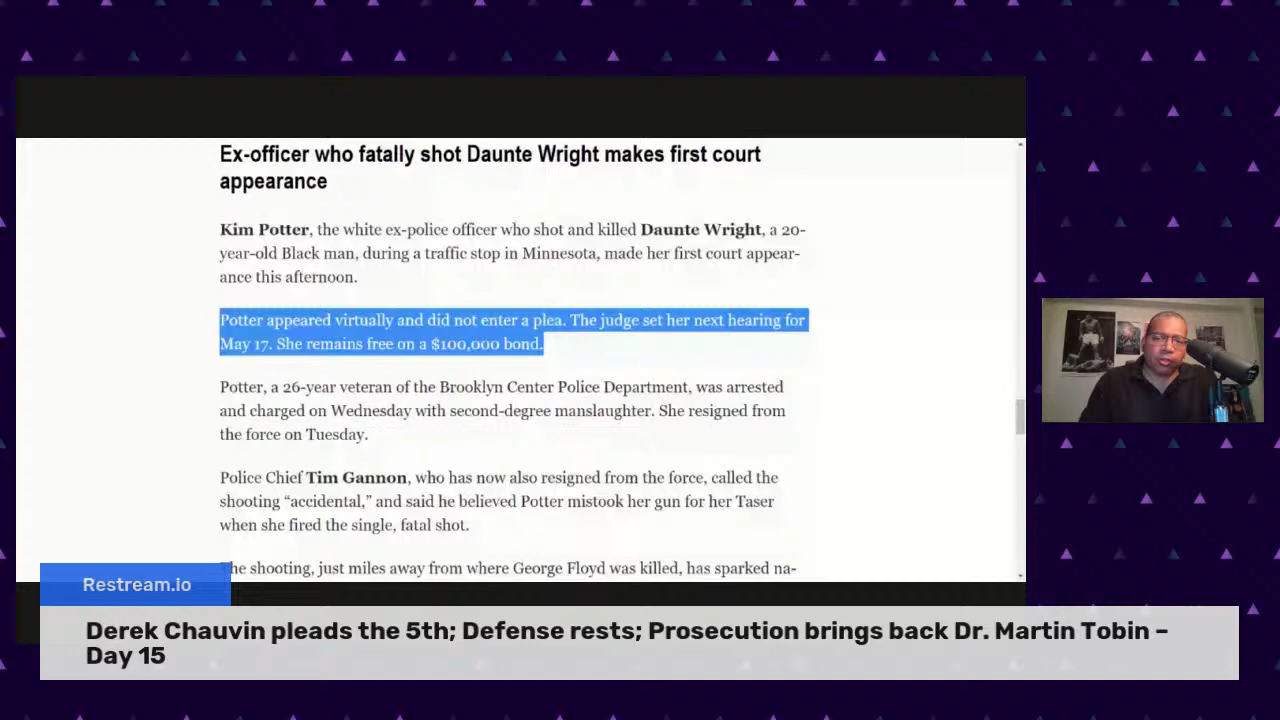 Ex-officer who fatally shot Daunte Wright makes first court
appearance
Kim Potter, the white ex-police officer who shot and killed Daunte Wright, a 20-
year-old Black man, during a traffic stop in Minnesota, made her first court appear-
ance this afternoon.
Potter appeared virtually and did not enter a plea. The judge set her next hearing for
May 17. She remains free on a $100,000 bond.
Potter, a 26-year veteran of the Brooklyn Center Police Department, was arrested
and charged on Wednesday with second-degree manslaughter. She resigned from
the force on Tuesday.
Police Chief Tim Gannon, who has now also resigned from the force, called the
shooting “accidental,” and said he believed Potter mistook her gun for her Taser
when she fired the single, fatal shot.
The shooting, just miles away from where George Floyd was killed, has sparked na-
Restream.io
Derek Chauvin pleads the 5th; Defense rests; Prosecution brings back Dr. Martin Tobin –
Day 15